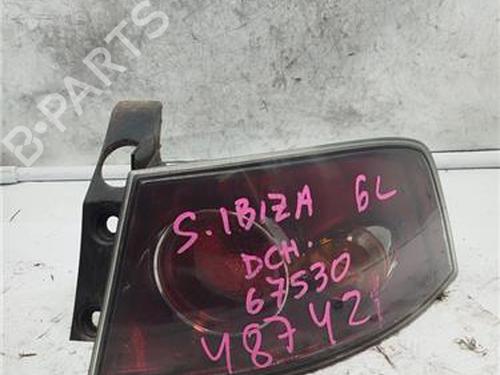 B-PARTS
S. IBIZA 6L
DCH.
67530
487421